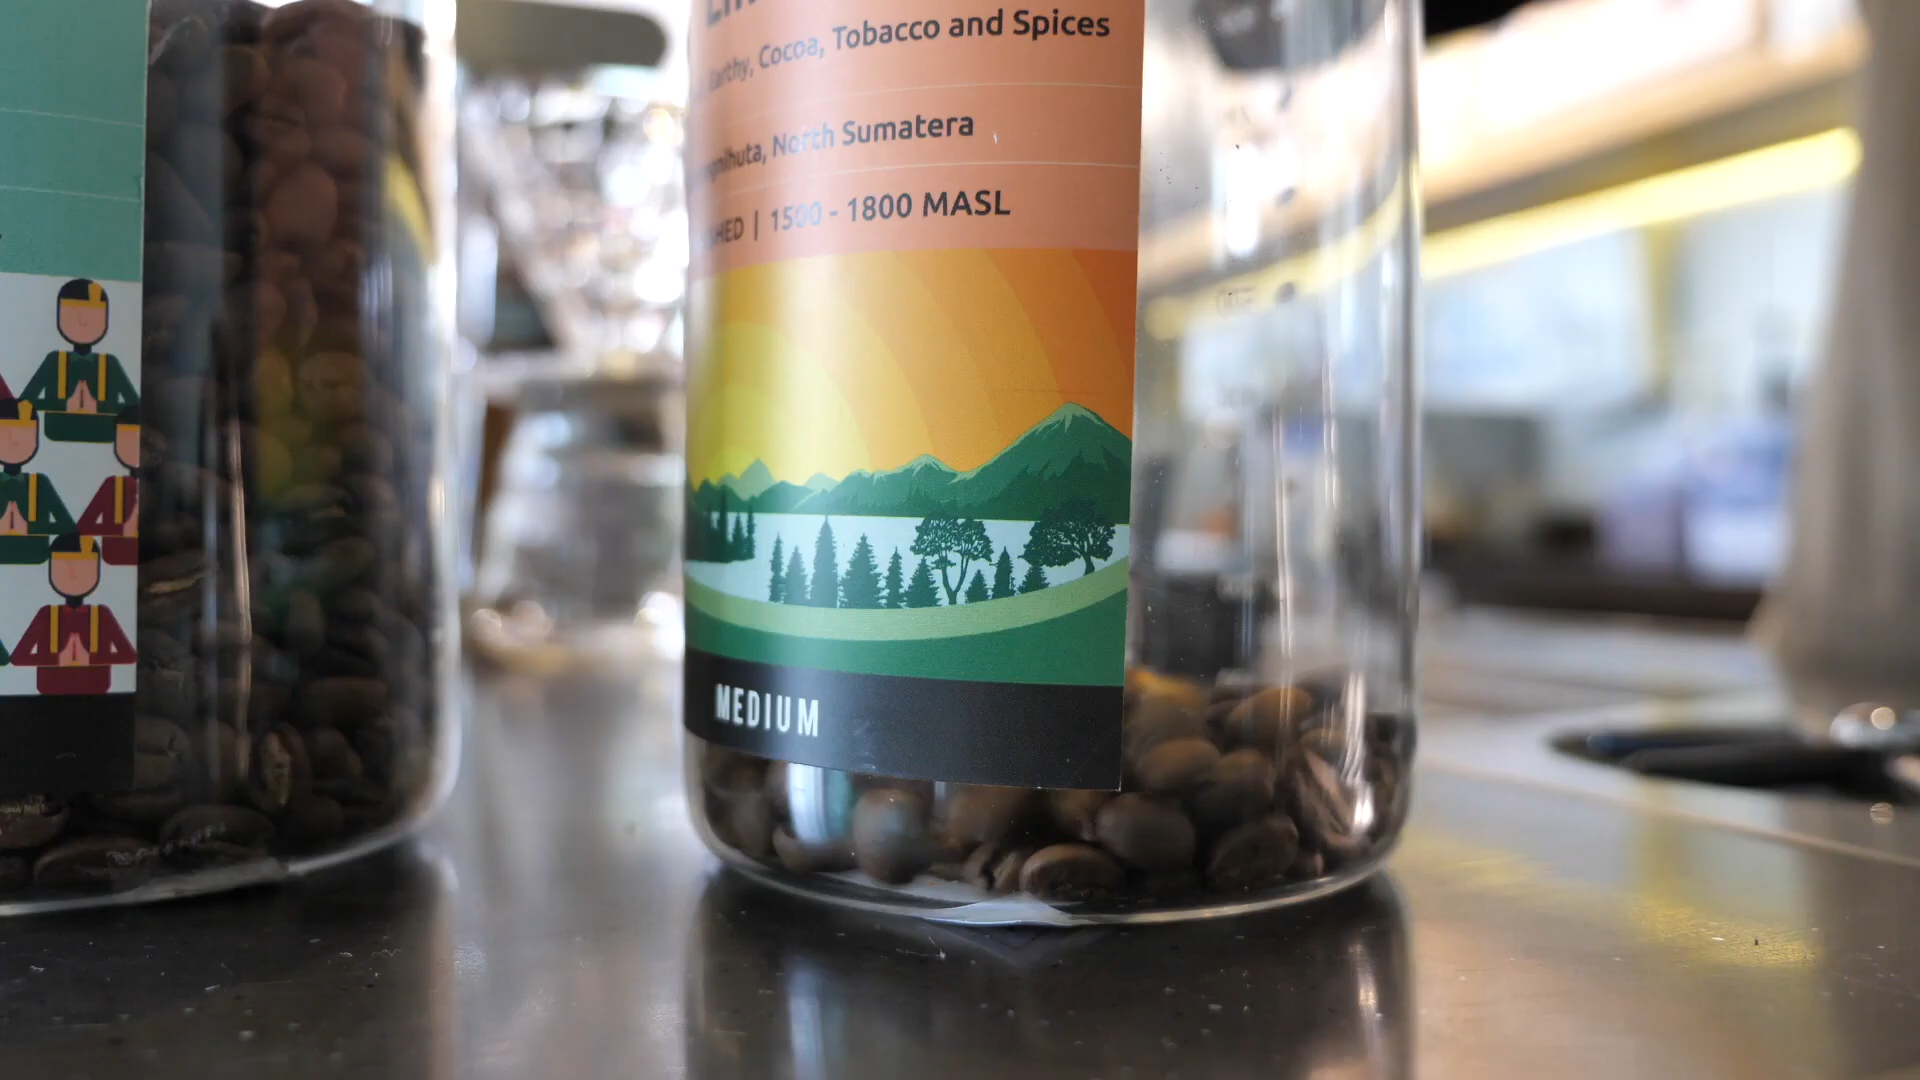 Earthy, Cocoa, Tobacco and Spices
North Sumatera
| 1500 - 1800 MASL
MEDIUM